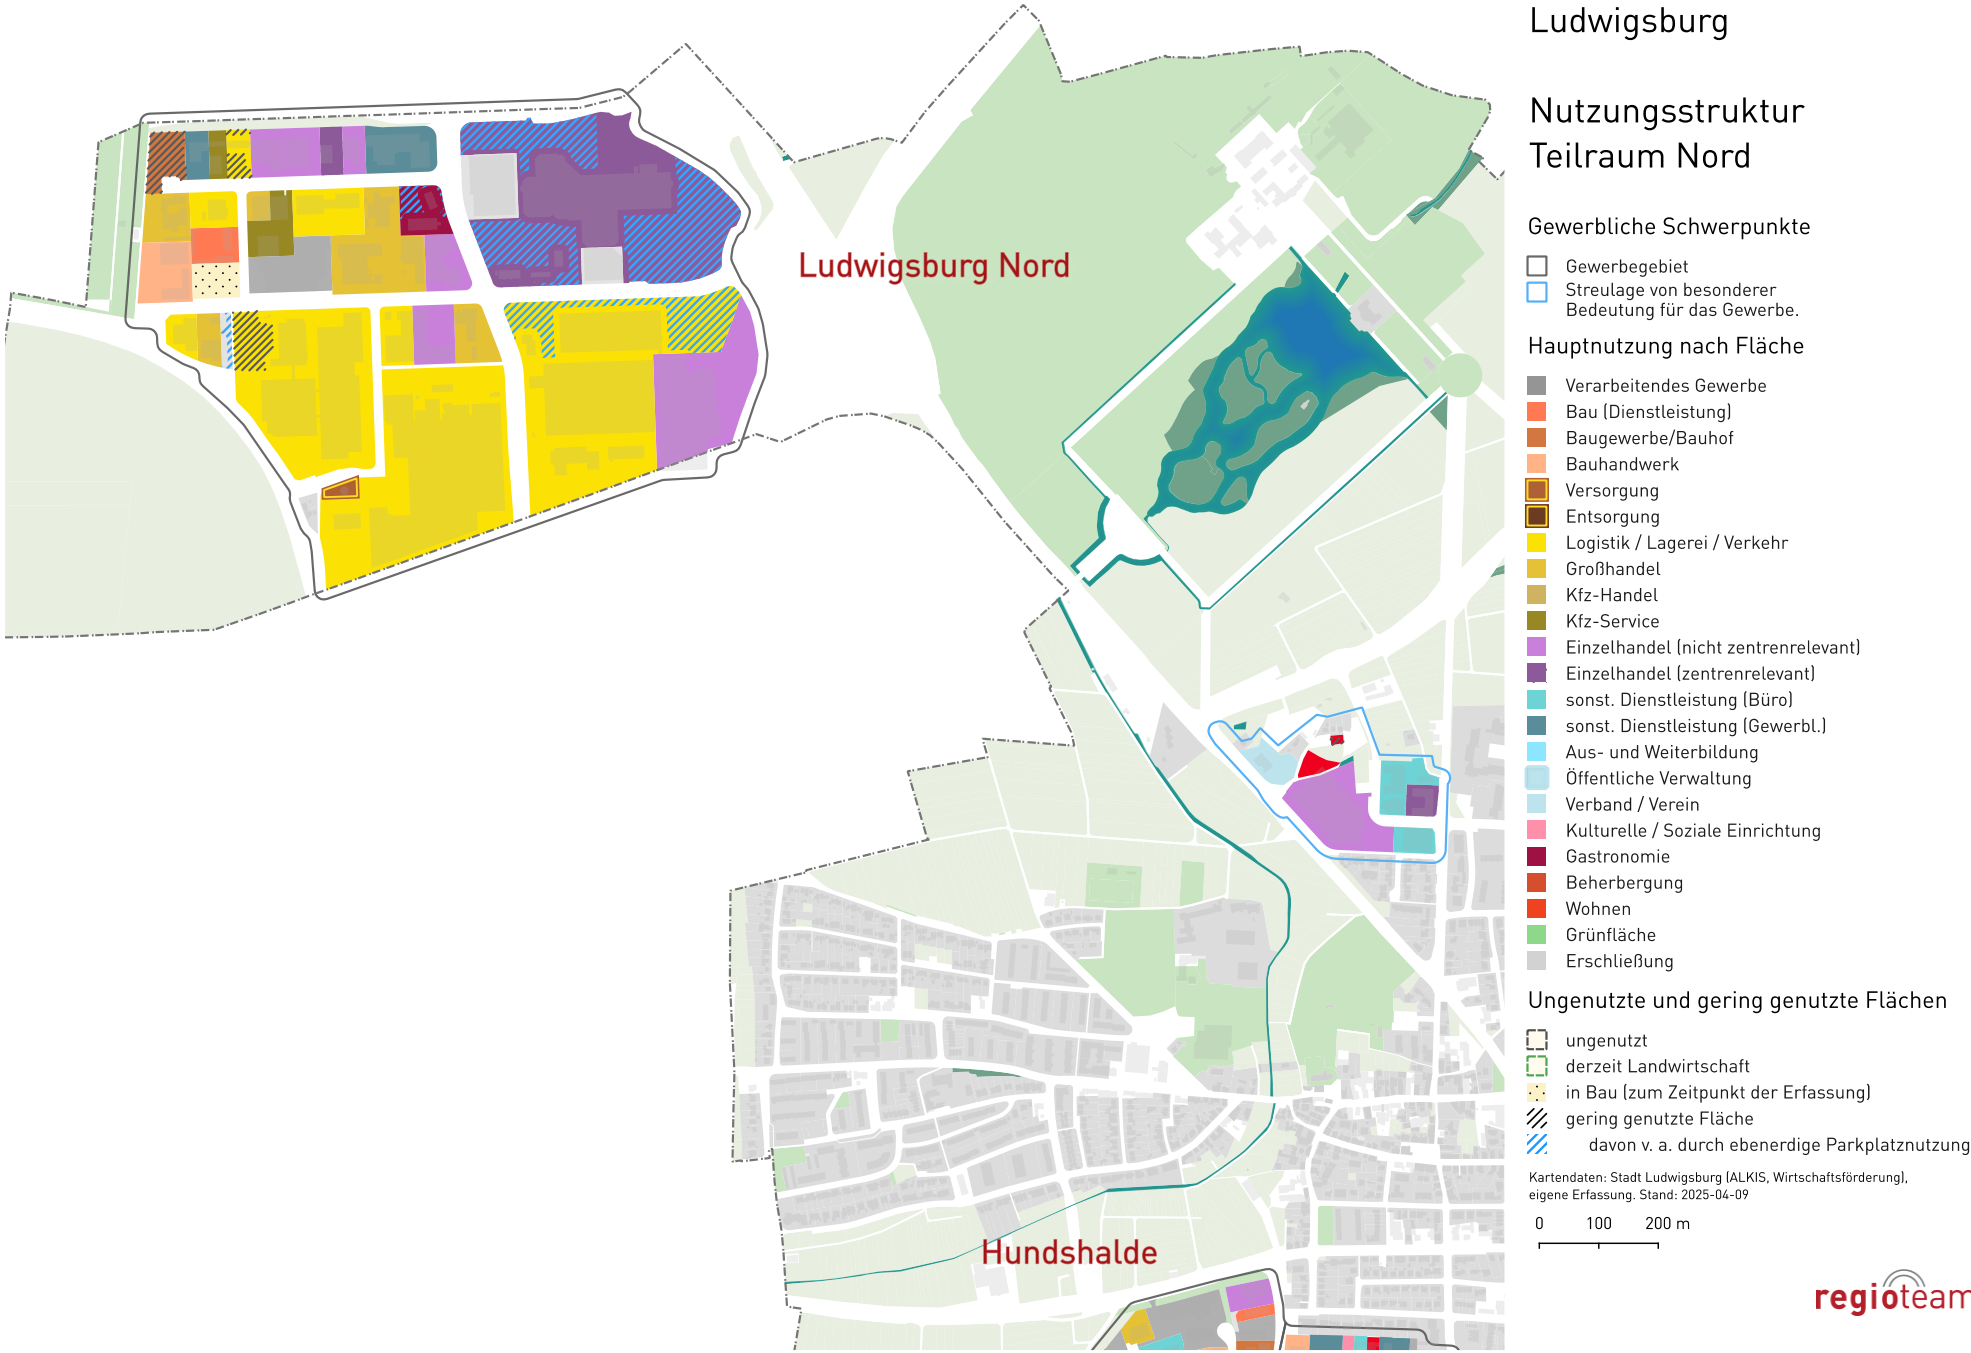 Ludwigsburg
Nutzungsstruktur
Teilraum Nord
Gewerbliche Schwerpunkte
Gewerbegebiet
Streulage von besonderer
Bedeutung für das Gewerbe.
Hauptnutzung nach Fläche
Verarbeitendes Gewerbe
Bau (Dienstleistung)
Baugewerbe/Bauhof
Bauhandwerk
Versorgung
Entsorgung
Logistik / Lagerei / Verkehr
Großhandel
Kfz-Handel
Kfz-Service
Einzelhandel (nicht zentrenrelevant)
Einzelhandel (zentrenrelevant)
sonst. Dienstleistung (Büro)
sonst. Dienstleistung (Gewerbl.)
Aus- und Weiterbildung
Öffentliche Verwaltung
Verband / Verein
Kulturelle / Soziale Einrichtung
Gastronomie
Beherbergung
Wohnen
Grünfläche
Erschließung
Ungenutzte und gering genutzte Flächen
ungenutzt
derzeit Landwirtschaft
in Bau (zum Zeitpunkt der Erfassung)
gering genutzte Fläche
davon v. a. durch ebenerdige Parkplatznutzung
Kartendaten: Stadt Ludwigsburg (ALKIS, Wirtschaftsförderung),
eigene Erfassung. Stand: 2025-04-09
0 100 200 m
regioteam
Ludwigsburg Nord
Hundshalde